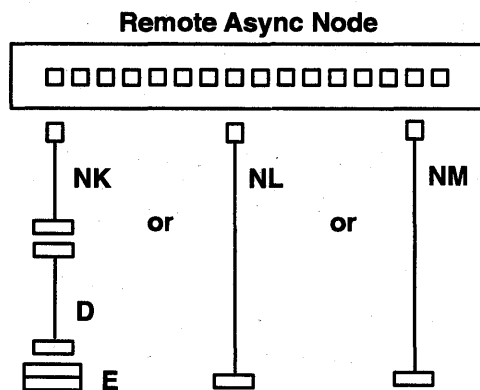 Remote Async Node
NK
NL
NM
or
or
D
E